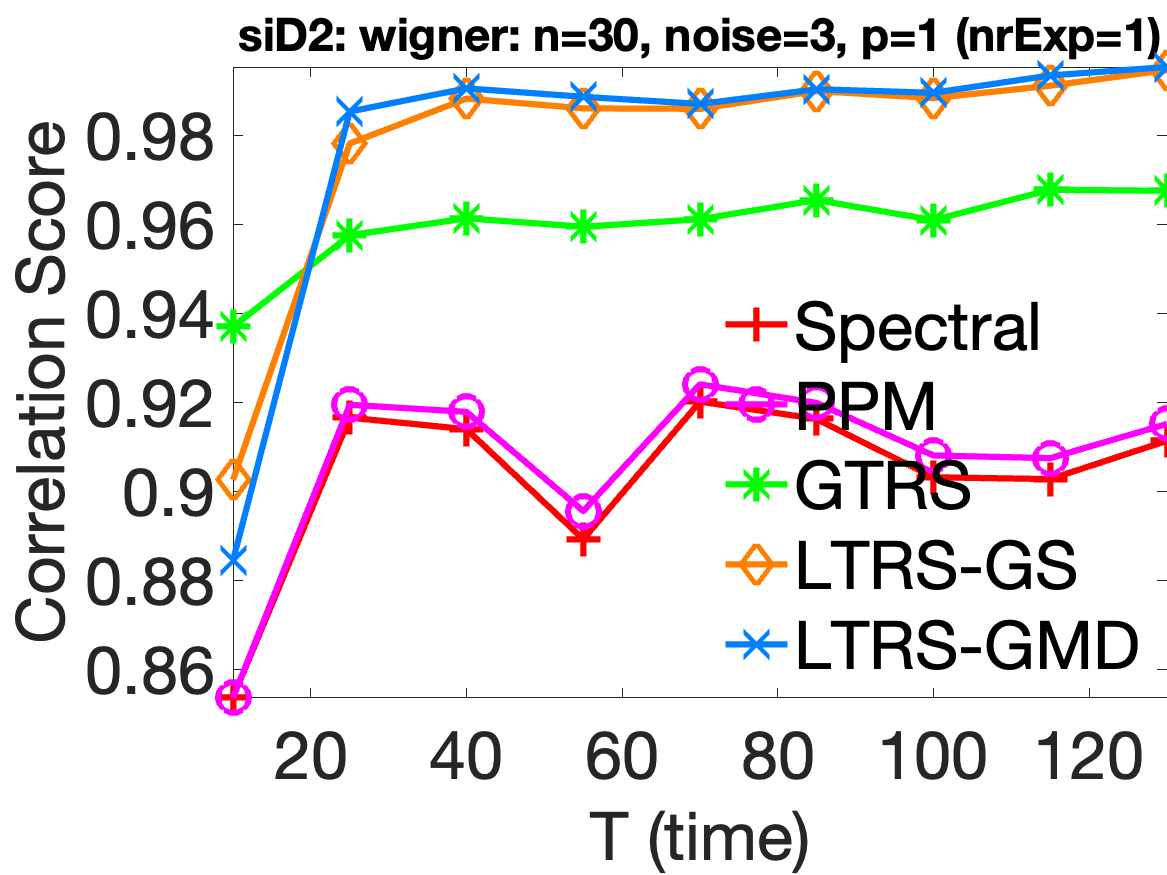 siD2: wigner: n=30, noise=3, p=1 (nrExp=1)
Correlation Score
0.98
0.96
0.94
0.92
0.9
0.88
0.86
Spectral
PPM
GTRS
LTRS-GS
LTRS-GMD
20 40 60 80 100 120
T (time)